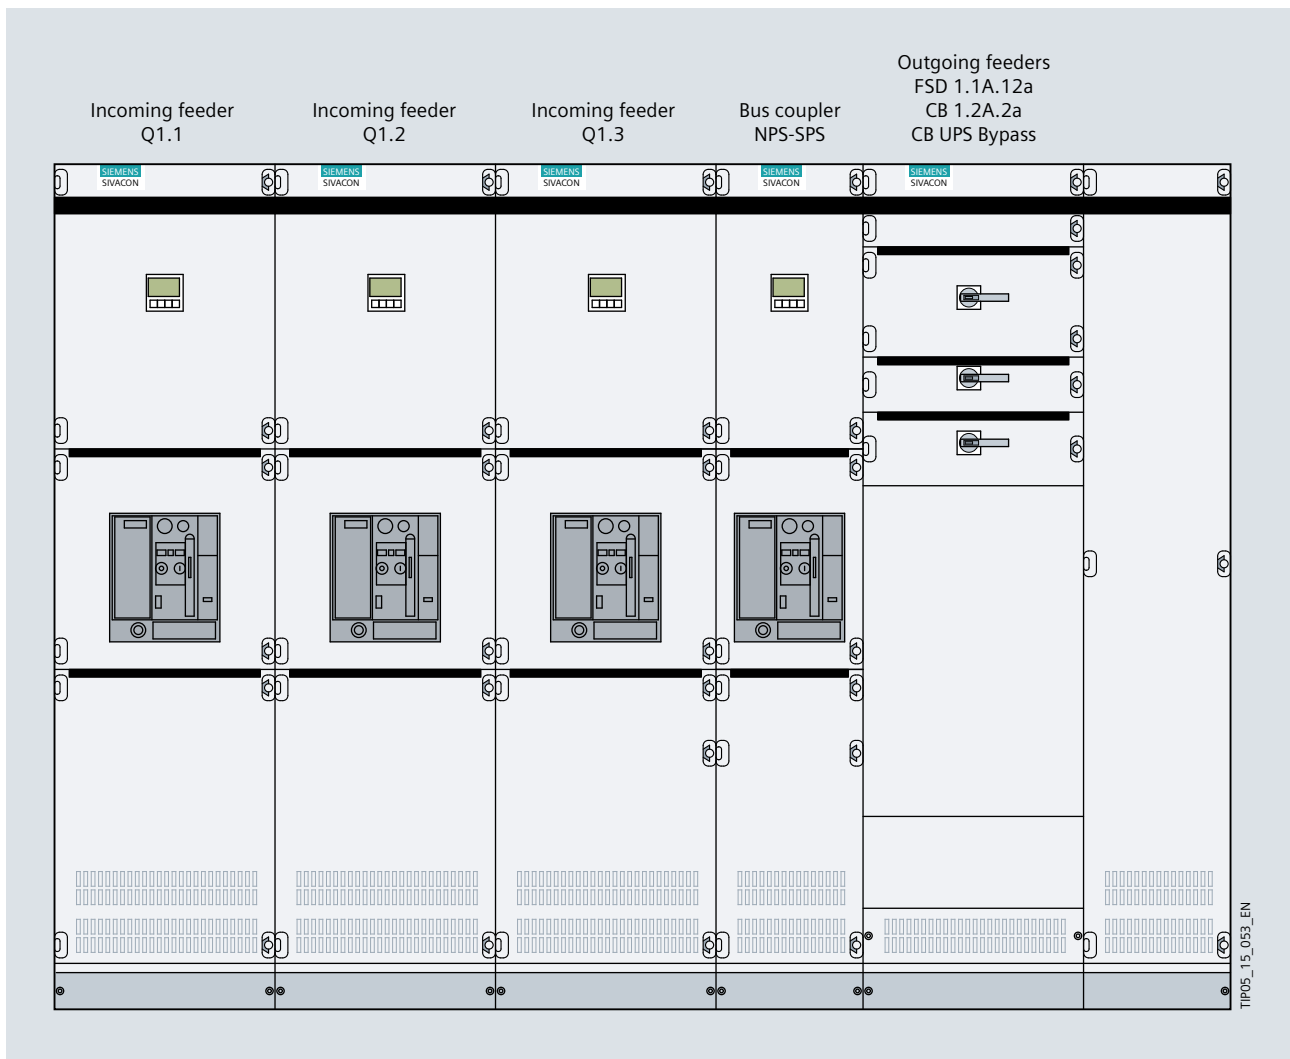 Incoming feeder
Q1.1
Incoming feeder
Q1.2
Incoming feeder
Q1.3
Bus coupler
NPS-SPS
Outgoing feeders
FSD 1.1A.12a
CB 1.2A.2a
CB UPS Bypass
SIEMENS
SIVACON
SIEMENS
SIVACON
SIEMENS
SIVACON
SIEMENS
SIVACON
SIEMENS
SIVACON
TIP05_15_053_EN